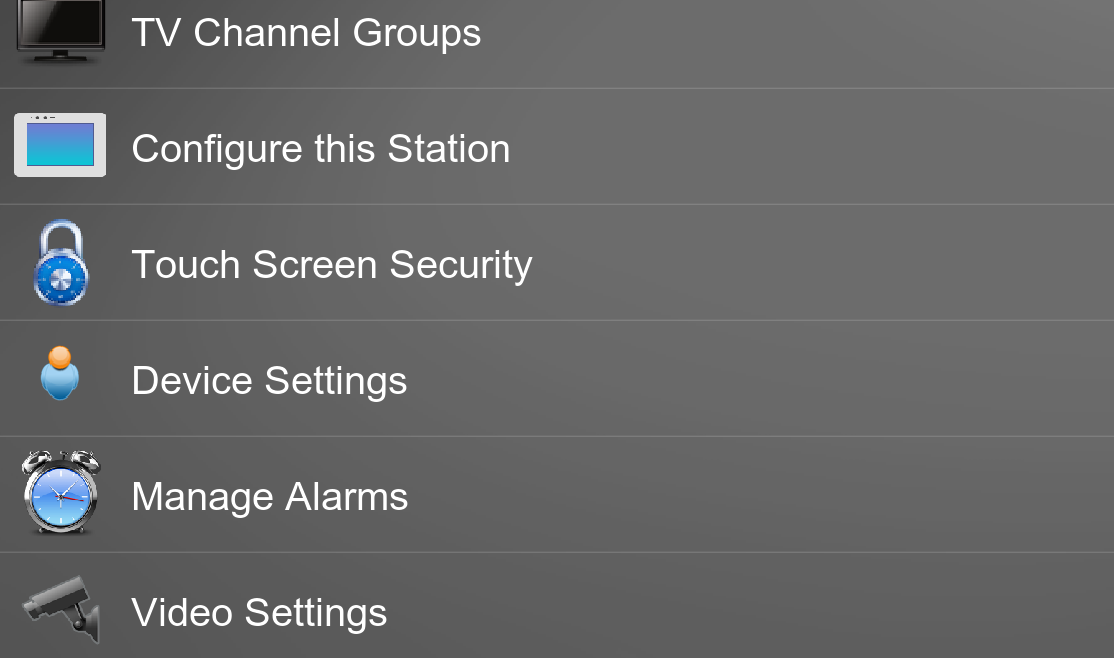 TV Channel Groups
Configure this Station
Touch Screen Security
Device Settings
Manage Alarms
Video Settings